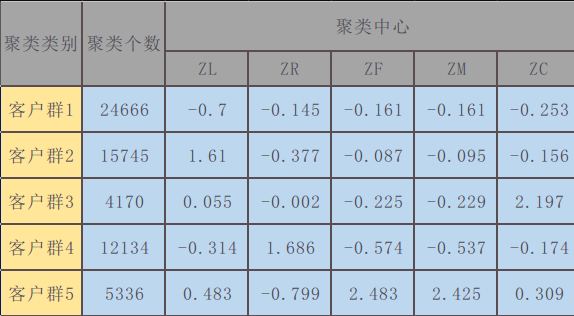 聚类类别 聚类个数 聚类中心
ZL ZR ZF ZM ZC
客户群1 24666 -0.7 -0.145 -0.161 -0.161 -0.253
客户群2 15745 1.61 -0.377 -0.087 -0.095 -0.156
客户群3 4170 0.055 -0.002 -0.225 -0.229 2.197
客户群4 12134 -0.314 1.686 -0.574 -0.537 -0.174
客户群5 5336 0.483 -0.799 2.483 2.425 0.309